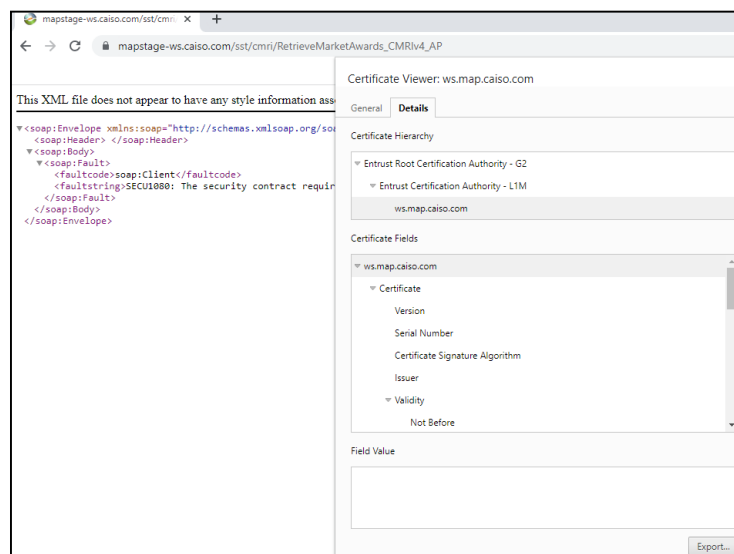 mapstage-ws.caiso.com/sst/cmri
mapstage-ws.caiso.com/sst/cmri/RetrieveMarketAwards_CMRIv4_AP
This XML file does not appear to have any style information ass
▼<soap:Envelope xmlns:soap="http://schemas.xmlsoap.org/soa
<soap:Header> </soap:Header>
▼<soap:Body>
▼<soap:Fault>
<faultcode>soap:Client</faultcode>
<faultstring>SECU1080: The security contract requir
</soap:Fault>
</soap:Body>
</soap:Envelope>
Certificate Viewer: ws.map.caiso.com
General Details
Certificate Hierarchy
Entrust Root Certification Authority - G2
Entrust Certification Authority - L1M
ws.map.caiso.com
Certificate Fields
ws.map.caiso.com
Certificate
Version
Serial Number
Certificate Signature Algorithm
Issuer
Validity
Not Before
Field Value
Export...